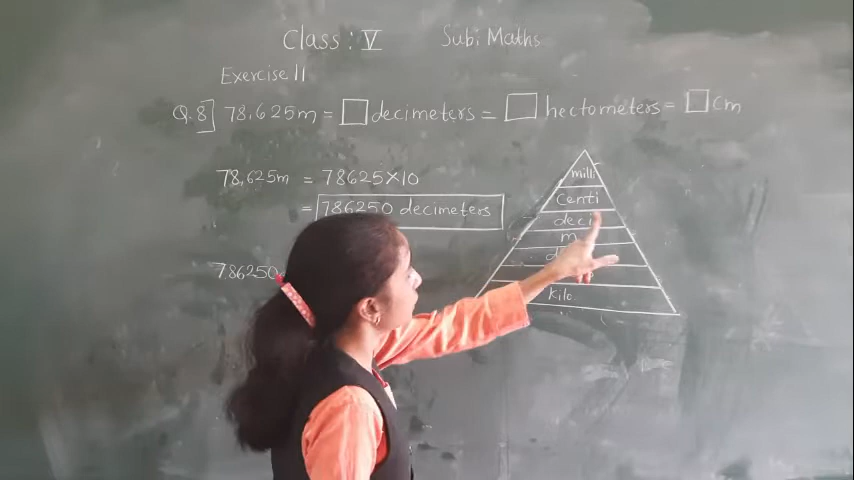 Class : V Sub: Maths
Exercise 11
Q.8] 78,625m = □ decimeters = □ hectometers = □ cm
78,625m = 78625×10
= 786250 decimeters
786250
milli
Centi
deci
m
d
Kilo